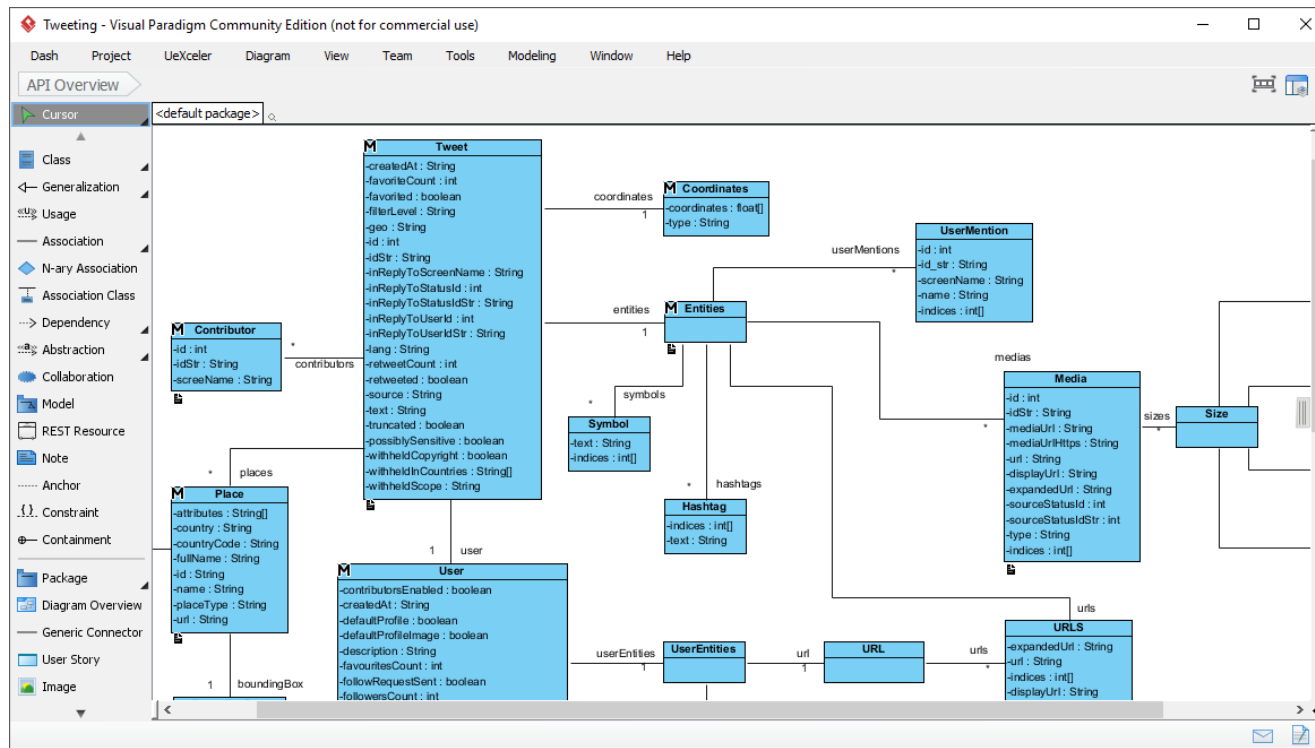 Tweeting - Visual Paradigm Community Edition (not for commercial use)
Dash Project UeXceler Diagram View Team Tools Modeling Window Help
API Overview
Cursor
Class
Generalization
Usage
Association
N-ary Association
Association Class
Dependency
Abstraction
Collaboration
Model
REST Resource
Note
Anchor
Constraint
Containment
Package
Diagram Overview
Generic Connector
User Story
Image
<default package>
M Tweet
-createdAt : String
-favoriteCount : int
-favorited : boolean
-filterLevel : String
-geo : String
-id : int
-idStr : String
-inReplyToScreenName : String
-inReplyToStatusId : int
-inReplyToStatusIdStr : String
-inReplyToUserId : int
-inReplyToUserIdStr : String
-lang : String
-retweetCount : int
-retweeted : boolean
-source : String
-text : String
-truncated : boolean
-possiblySensitive : boolean
-withheldCopyright : boolean
-withheldInCountries : String[]
-withheldScope : String
coordinates
1
M Coordinates
-coordinates : float[]
-type : String
userMentions
*
UserMention
-id : int
-id_str : String
-screenName : String
-name : String
-indices : int[]
entities
1
M Entities
M Contributor
-id : int
-idStr : String
-screeName : String
*
contributors
symbols
*
Symbol
-text : String
-indices : int[]
hashtags
*
Hashtag
-indices : int[]
-text : String
medias
*
Media
-id : int
-idStr : String
-mediaUrl : String
-mediaUrlHttps : String
-url : String
-displayUrl : String
-expandedUrl : String
-sourceStatusId : int
-sourceStatusIdStr : int
-type : String
-indices : int[]
sizes
*
Size
* places
M Place
-attributes : String[]
-country : String
-countryCode : String
-fullName : String
-id : String
-name : String
-placeType : String
-url : String
1 boundingBox
1 user
M User
-contributorsEnabled : boolean
-createdAt : String
-defaultProfile : boolean
-defaultProfileImage : boolean
-description : String
-favouritesCount : int
-followRequestSent : boolean
-followersCount : int
userEntities
1
UserEntities
url
1
URL
urls
*
urls
URLS
-expandedUrl : String
-url : String
-indices : int[]
-displayUrl : String